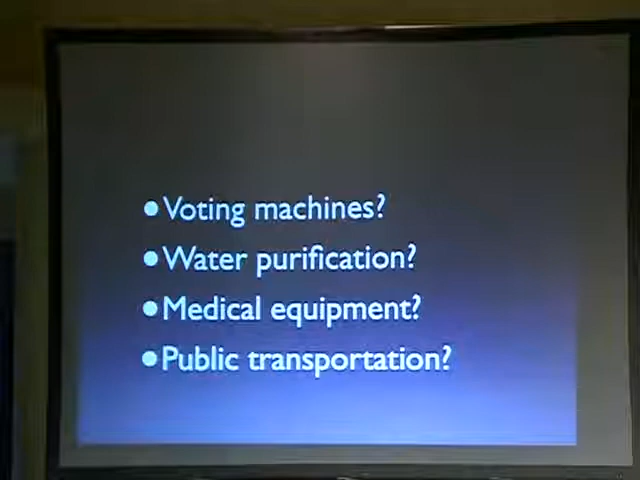 •Voting machines?
•Water purification?
•Medical equipment?
•Public transportation?